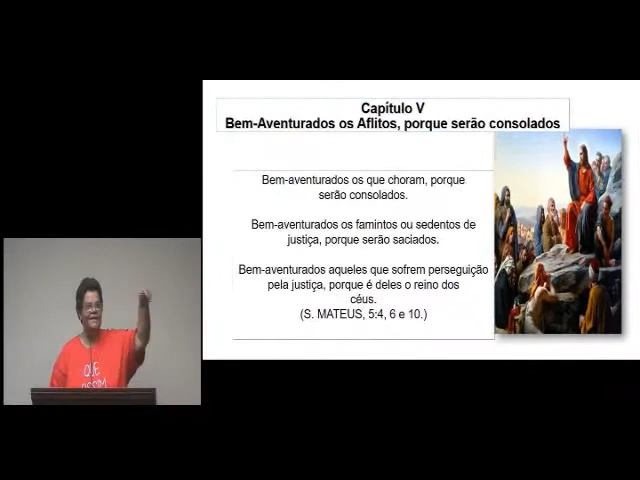 Capítulo V
Bem-Aventurados os Aflitos, porque serão consolados
Bem-aventurados os que choram, porque
serão consolados.
Bem-aventurados os famintos ou sedentos de
justiça, porque serão saciados.
Bem-aventurados aqueles que sofrem perseguição
pela justiça, porque é deles o reino dos
céus.
(S. MATEUS, 5:4, 6 e 10.)
QUE